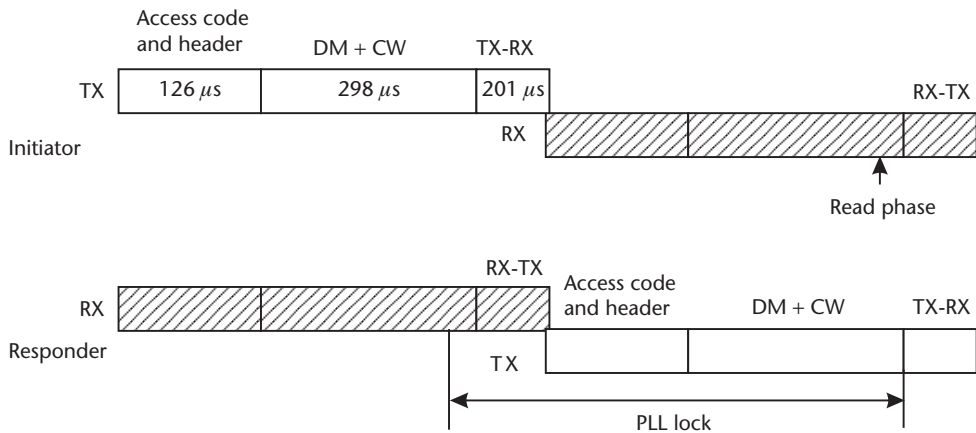 Access code
and header
DM + CW
TX-RX
TX
126 μs
298 μs
201 μs
RX-TX
RX
Initiator
Read phase
RX-TX
Access code
and header
DM + CW
TX-RX
RX
Responder
TX
PLL lock